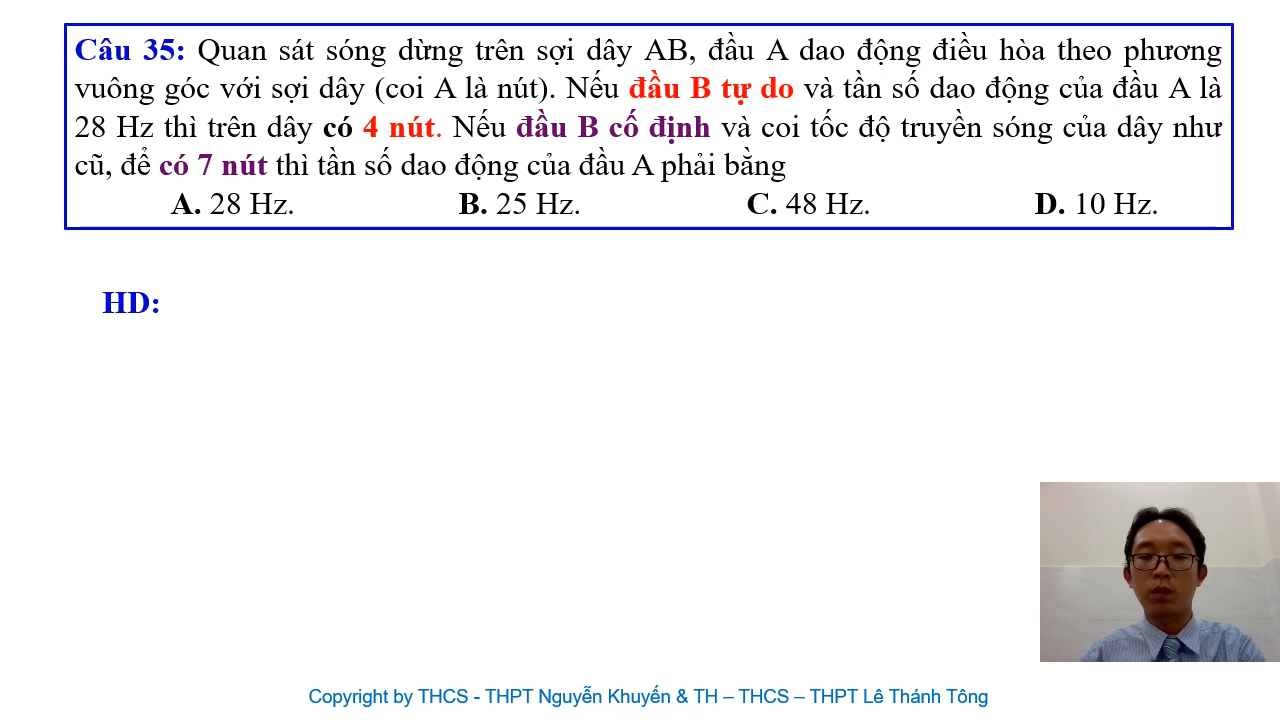 Câu 35: Quan sát sóng dừng trên sợi dây AB, đầu A dao động điều hòa theo phương
vuông góc với sợi dây (coi A là nút). Nếu đầu B tự do và tần số dao động của đầu A là
28 Hz thì trên dây có 4 nút. Nếu đầu B cố định và coi tốc độ truyền sóng của dây như
cũ, để có 7 nút thì tần số dao động của đầu A phải bằng
A. 28 Hz. B. 25 Hz. C. 48 Hz. D. 10 Hz.
HD:
Copyright by THCS - THPT Nguyễn Khuyến & TH – THCS – THPT Lê Thánh Tông